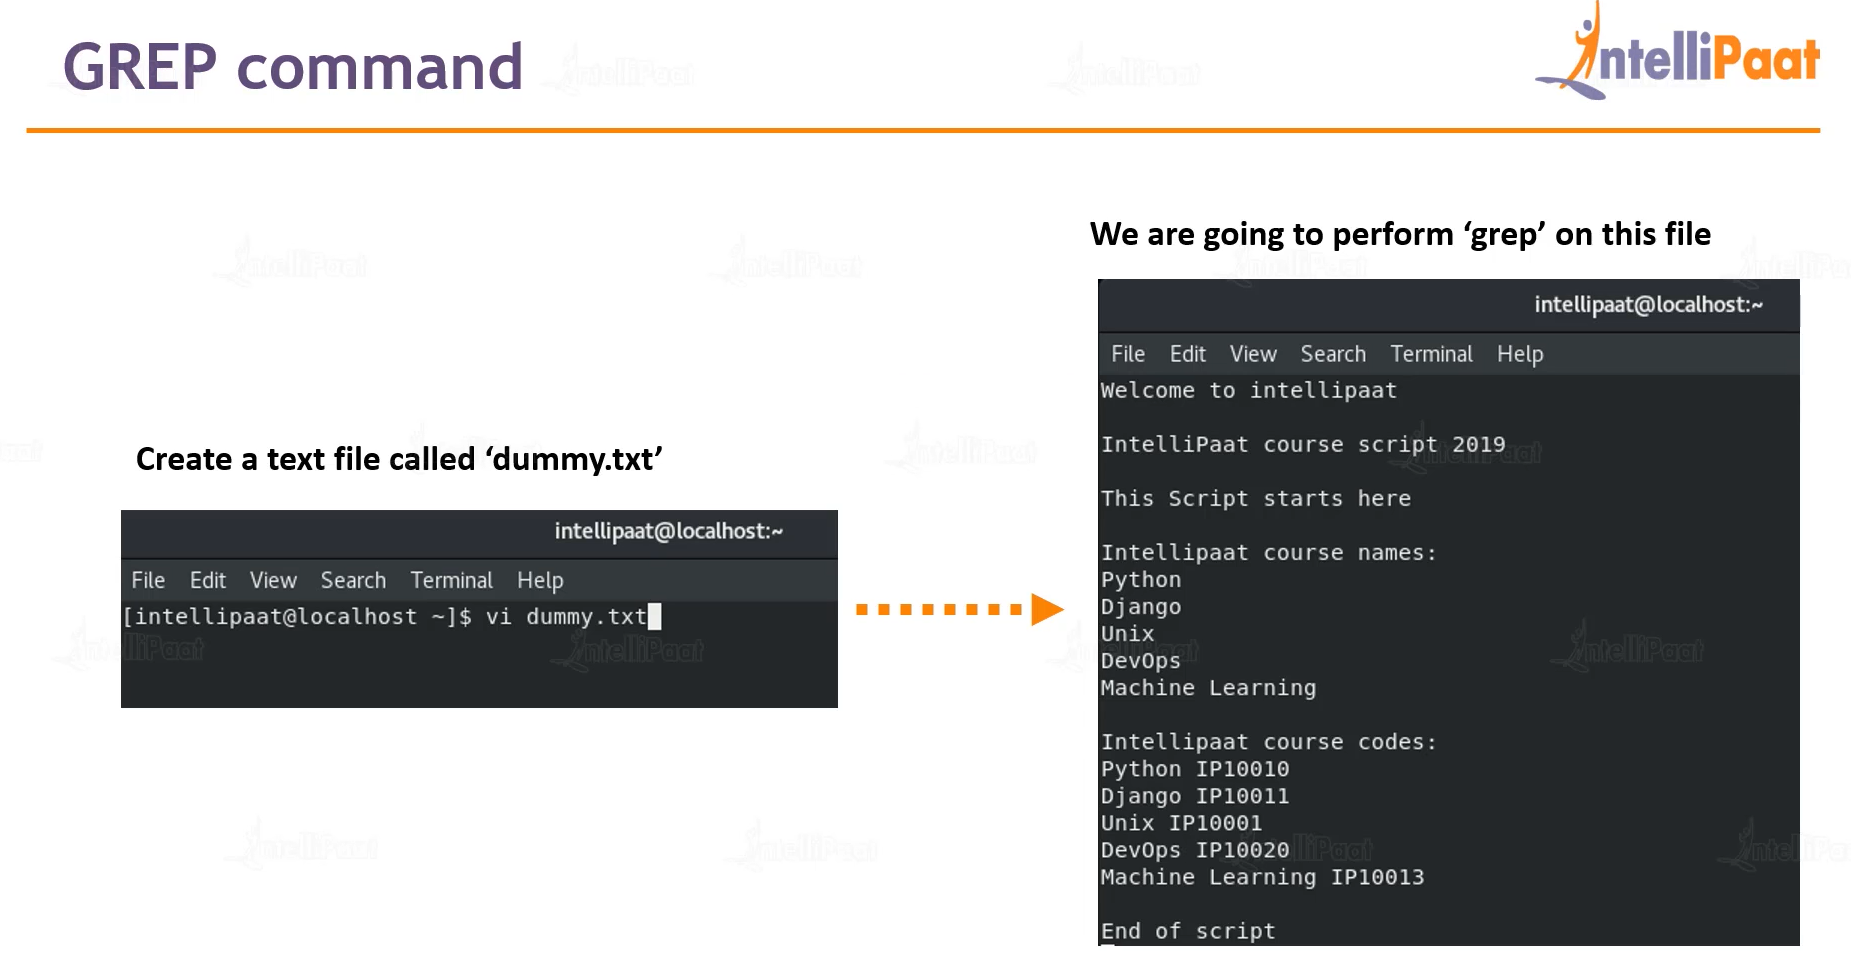 GREP command
IntelliPaat
We are going to perform ‘grep’ on this file
Create a text file called ‘dummy.txt’
intellipaat@localhost:~
File Edit View Search Terminal Help
[intellipaat@localhost ~]$ vi dummy.txt
intellipaat@localhost:~
File Edit View Search Terminal Help
Welcome to intellipaat
IntelliPaat course script 2019
This Script starts here
Intellipaat course names:
Python
Django
Unix
DevOps
Machine Learning
Intellipaat course codes:
Python IP10010
Django IP10011
Unix IP10001
DevOps IP10020
Machine Learning IP10013
End of script